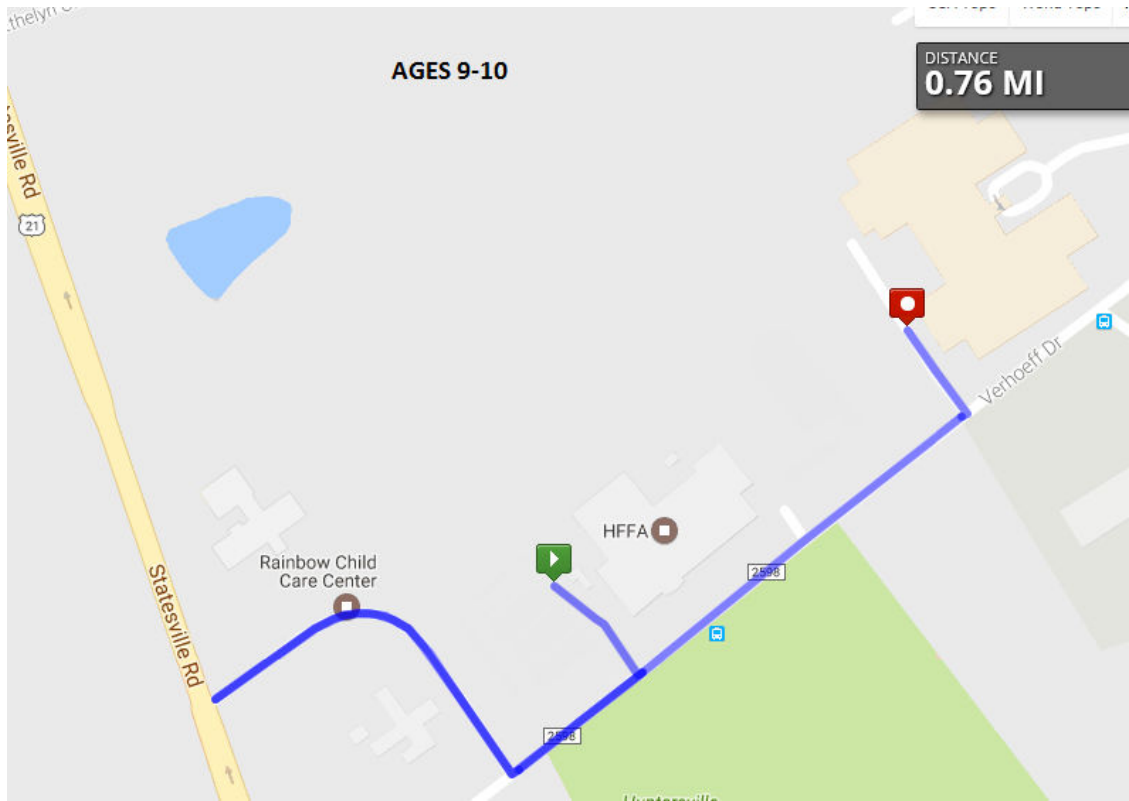 AGES 9-10
DISTANCE
0.76 MI
21
Verhoeff Dr
HFFA
2598
Rainbow Child
Care Center
Statesville Rd
2598